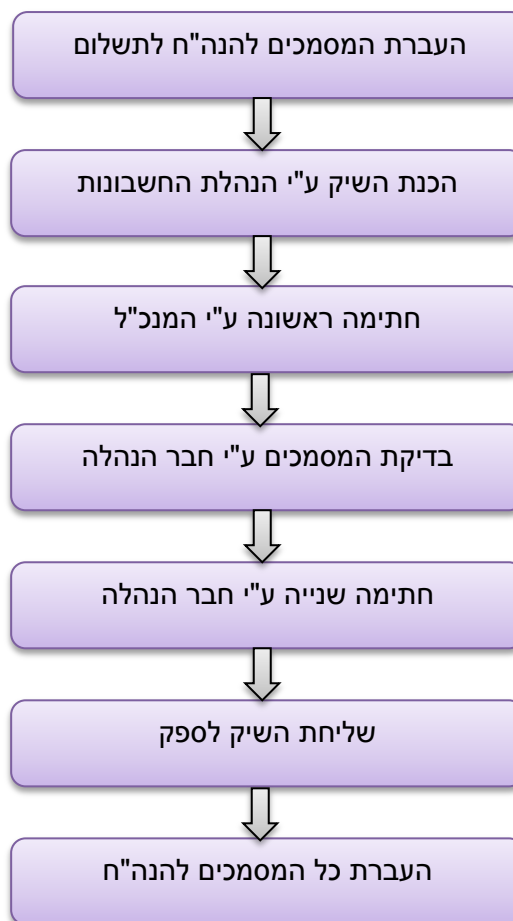 העברת המסמכים להנה"ח לתשלום
הכנת השיק ע"י הנהלת החשבונות
חתימה ראשונה ע"י המנכ"ל
בדיקת המסמכים ע"י חבר הנהלה
חתימה שנייה ע"י חבר הנהלה
שליחת השיק לספק
העברת כל המסמכים להנה"ח